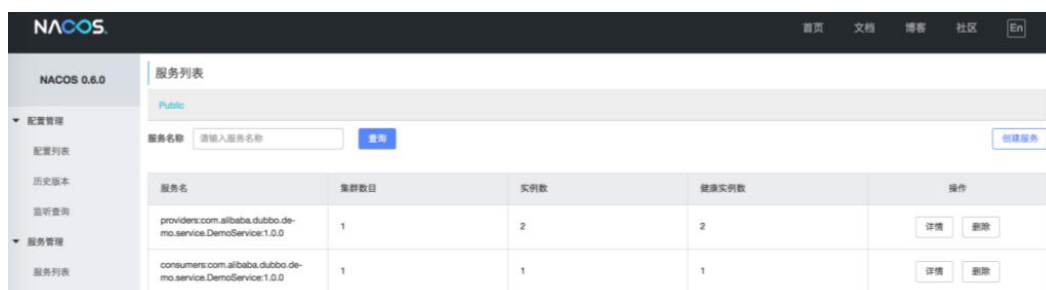 NACOS.
首页 文档 博客 社区 En
NACOS 0.6.0
配置管理
配置列表
历史版本
监听查询
服务管理
服务列表
服务列表
Public
服务名称 请输入服务名称 查询 创建服务
服务名 集群数目 实例数 健康实例数 操作
providers:com.alibaba.dubbo.de-
mo.service.DemoService:1.0.0 1 2 2 详情 删除
consumers:com.alibaba.dubbo.de-
mo.service.DemoService:1.0.0 1 1 1 详情 删除